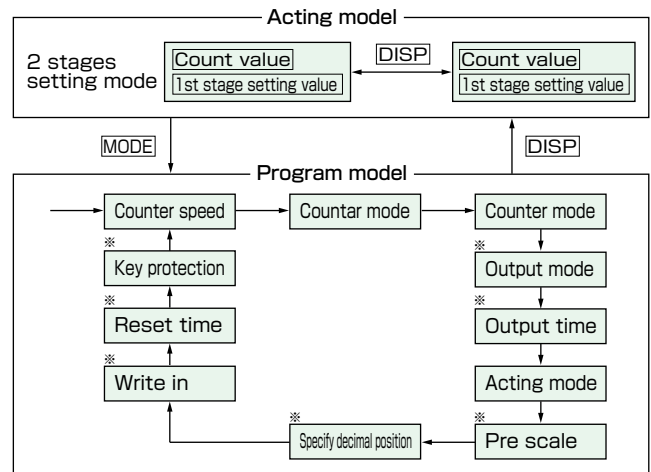 Acting model
2 stages
setting mode
Count value
1st stage setting value
DISP
Count value
1st stage setting value
MODE
DISP
Program model
Counter speed
Countar mode
Counter mode
※
Key protection
※
Output mode
※
Reset time
※
Output time
※
Write in
Acting mode
※
Specify decimal position
※
Pre scale